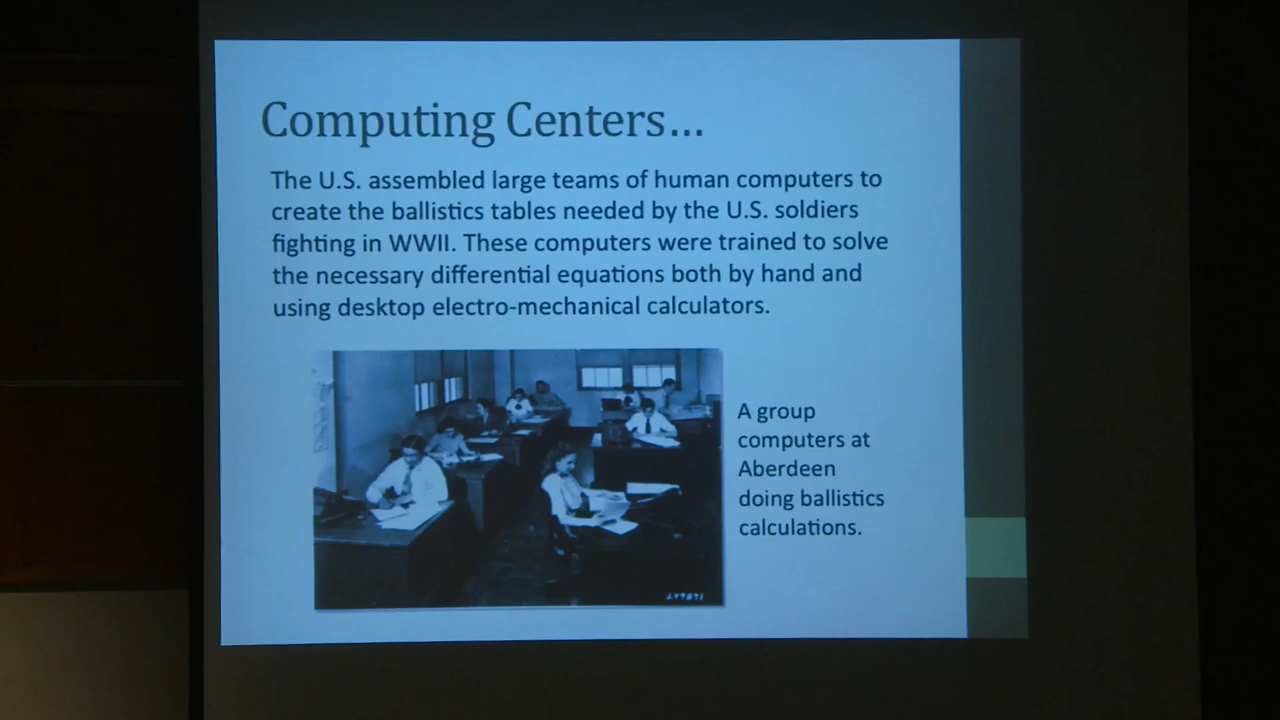 Computing Centers...
The U.S. assembled large teams of human computers to
create the ballistics tables needed by the U.S. soldiers
fighting in WWII. These computers were trained to solve
the necessary differential equations both by hand and
using desktop electro-mechanical calculators.
A group
computers at
Aberdeen
doing ballistics
calculations.